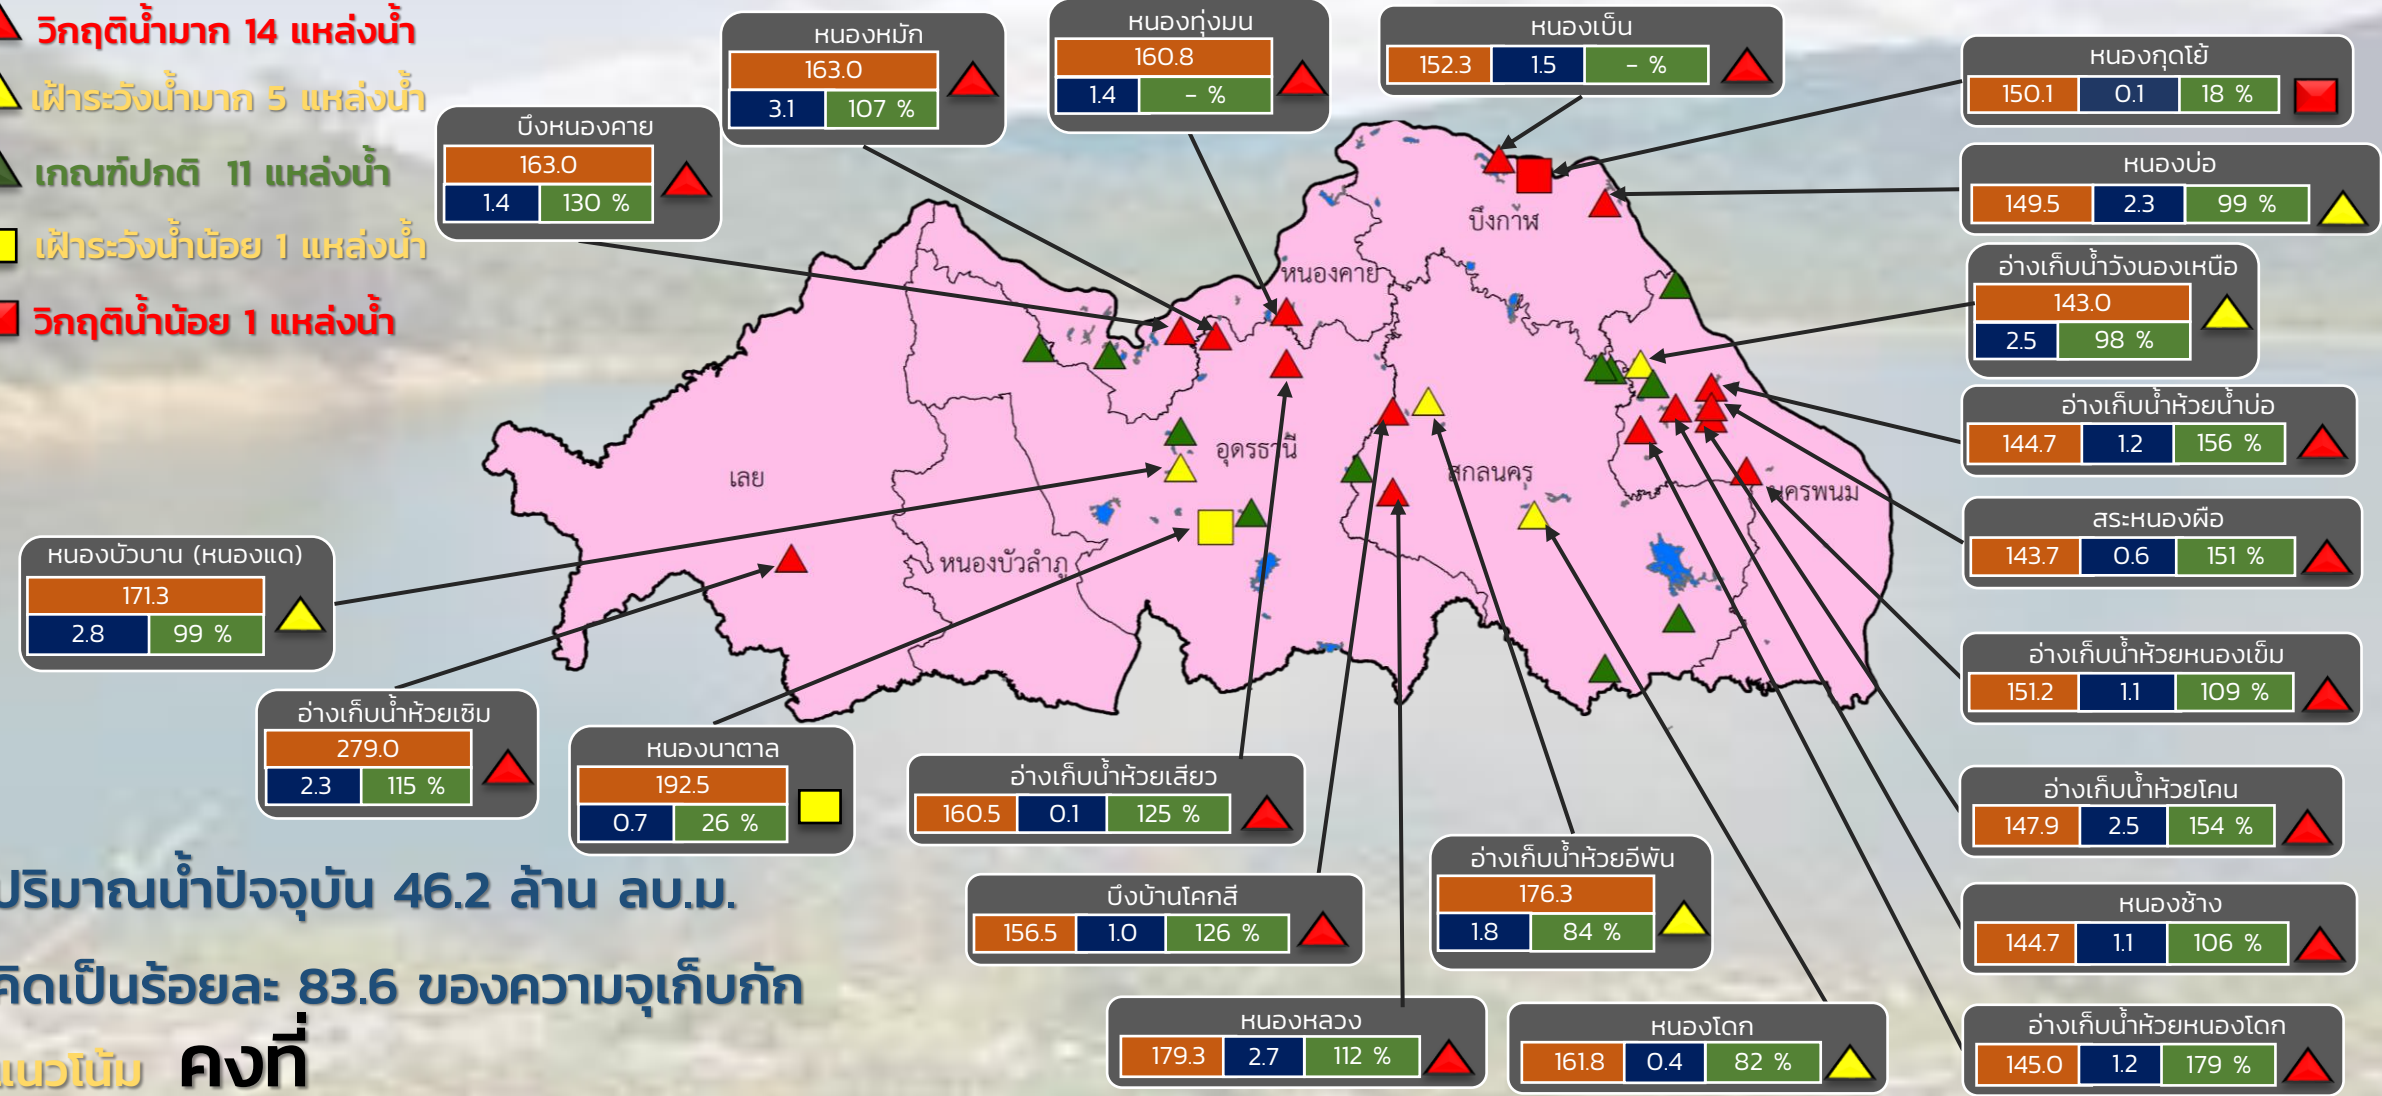 วิกฤติน้ำมาก 14 แหล่งน้ำ
เฝ้าระวังน้ำมาก 5 แหล่งน้ำ
เกณฑ์ปกติ 11 แหล่งน้ำ
เฝ้าระวังน้ำน้อย 1 แหล่งน้ำ
วิกฤติน้ำน้อย 1 แหล่งน้ำ
บึงหนองคาย
163.0
1.4 130 %
หนองหมัก
163.0
3.1 107 %
หนองทุ่งมน
160.8
1.4 - %
หนองเบ็น
152.3 1.5 - %
หนองกุดโย้
150.1 0.1 18 %
หนองบ่อ
149.5 2.3 99 %
อ่างเก็บน้ำวังนองเหนือ
143.0
2.5 98 %
อ่างเก็บน้ำห้วยน้ำบ่อ
144.7 1.2 156 %
สระหนองผือ
143.7 0.6 151 %
อ่างเก็บน้ำห้วยหนองเข็ม
151.2 1.1 109 %
อ่างเก็บน้ำห้วยโคน
147.9 2.5 154 %
หนองช้าง
144.7 1.1 106 %
อ่างเก็บน้ำห้วยหนองโดก
145.0 1.2 179 %
บึงกาฬ
หนองคาย
เลย
อุดรธานี
สกลนคร
นครพนม
หนองบัวลำภู
หนองบัวบาน (หนองแด)
171.3
2.8 99 %
อ่างเก็บน้ำห้วยเซิม
279.0
2.3 115 %
หนองนาตาล
192.5
0.7 26 %
อ่างเก็บน้ำห้วยเสียว
160.5 0.1 125 %
บึงบ้านโคกสี
156.5 1.0 126 %
อ่างเก็บน้ำห้วยอีพัน
176.3
1.8 84 %
หนองหลวง
179.3 2.7 112 %
หนองโดก
161.8 0.4 82 %
ปริมาณน้ำปัจจุบัน 46.2 ล้าน ลบ.ม.
คิดเป็นร้อยละ 83.6 ของความจุเก็บกัก
แนวโน้ม คงที่